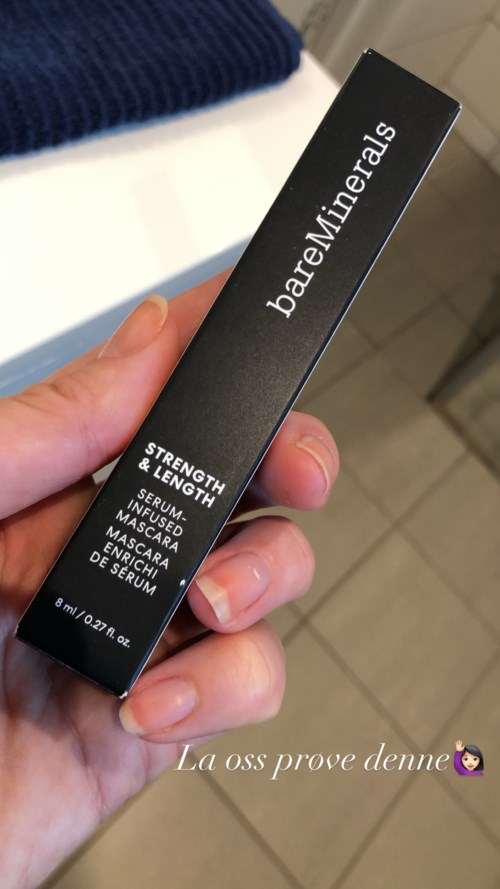 bareMinerals
STRENGTH
& LENGTH
SERUM-
INFUSED
MASCARA
MASCARA
ENRICHI
DE SÉRUM
8 ml / 0.27 fl. oz.
La oss prøve denne🙋🏻‍♀️